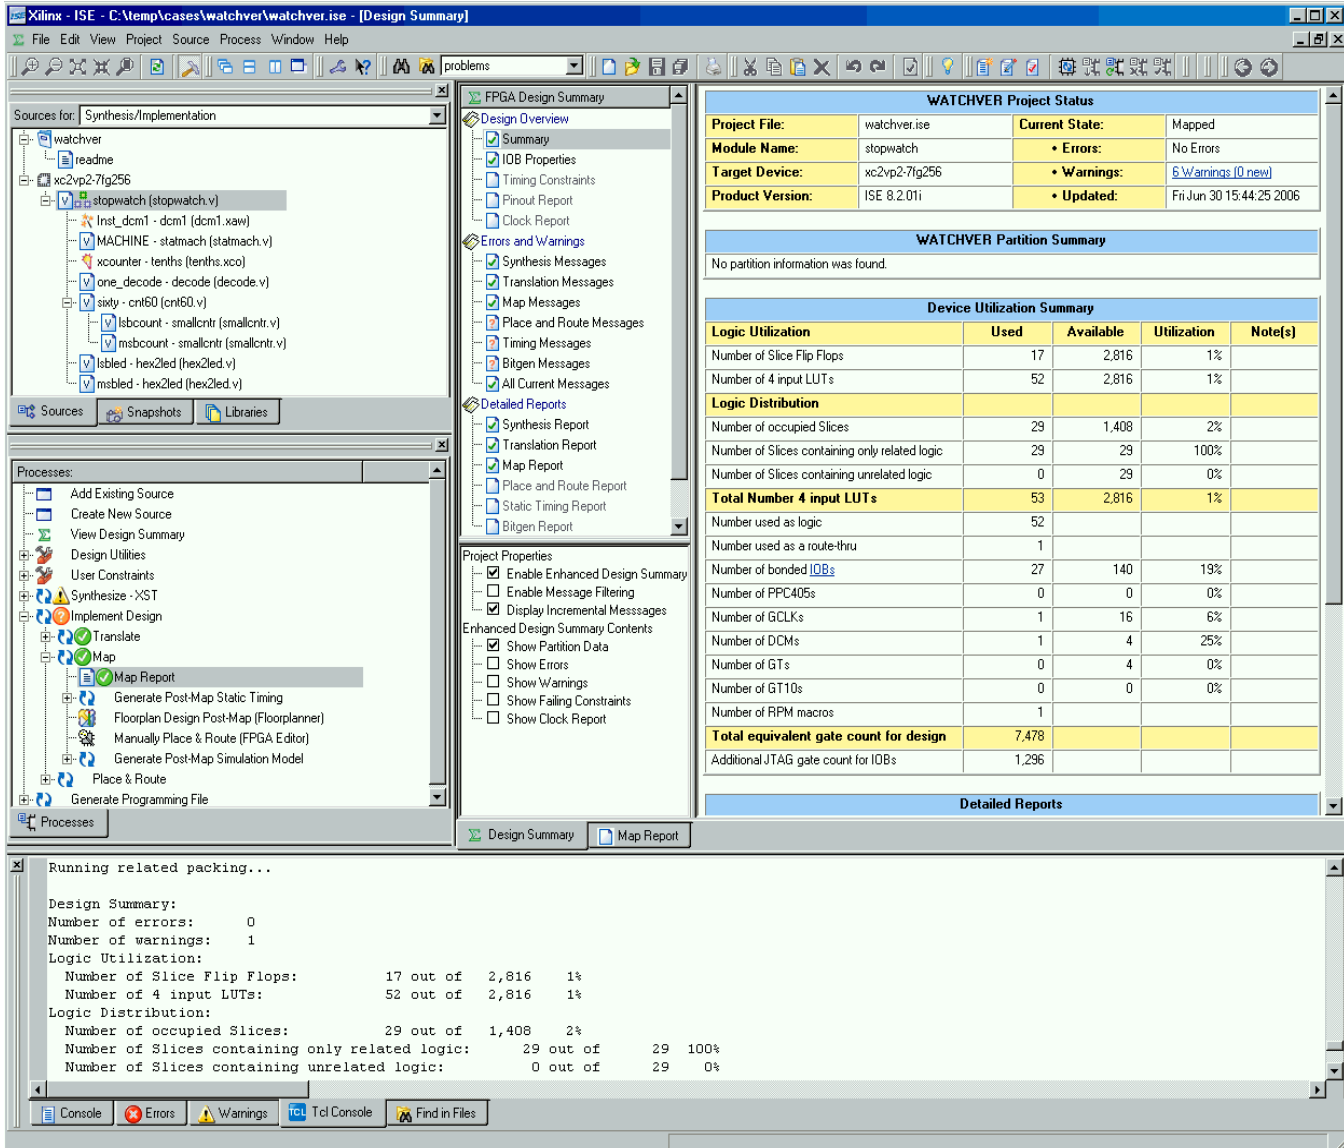 Xilinx - ISE - C:\temp\cases\watchver\watchver.ise - [Design Summary]
File Edit View Project Source Process Window Help
problems
Sources for: Synthesis/Implementation
watchver
readme
xc2vp2-7fg256
stopwatch (stopwatch.v)
Inst_dcm1 - dcm1 (dcm1.xaw)
MACHINE - statmach (statmach.v)
xcounter - tenths (tenths.xco)
one_decode - decode (decode.v)
sixty - cnt60 (cnt60.v)
lsbcount - smallcntr (smallcntr.v)
msbcount - smallcntr (smallcntr.v)
lsbled - hex2led (hex2led.v)
msbled - hex2led (hex2led.v)
Sources Snapshots Libraries
Processes:
Add Existing Source
Create New Source
View Design Summary
Design Utilities
User Constraints
Synthesize - XST
Implement Design
Translate
Map
Map Report
Generate Post-Map Static Timing
Floorplan Design Post-Map (Floorplanner)
Manually Place & Route (FPGA Editor)
Generate Post-Map Simulation Model
Place & Route
Generate Programming File
Processes
FPGA Design Summary
Design Overview
Summary
IOB Properties
Timing Constraints
Pinout Report
Clock Report
Errors and Warnings
Synthesis Messages
Translation Messages
Map Messages
Place and Route Messages
Timing Messages
Bitgen Messages
All Current Messages
Detailed Reports
Synthesis Report
Translation Report
Map Report
Place and Route Report
Static Timing Report
Bitgen Report
Project Properties
Enable Enhanced Design Summary
Enable Message Filtering
Display Incremental Messsages
Enhanced Design Summary Contents
Show Partition Data
Show Errors
Show Warnings
Show Failing Constraints
Show Clock Report
Design Summary Map Report
WATCHVER Project Status
Project File: watchver.ise Current State: Mapped
Module Name: stopwatch • Errors: No Errors
Target Device: xc2vp2-7fg256 • Warnings: 6 Warnings (0 new)
Product Version: ISE 8.2.01i • Updated: Fri Jun 30 15:44:25 2006
WATCHVER Partition Summary
No partition information was found.
Device Utilization Summary
Logic Utilization Used Available Utilization Note(s)
Number of Slice Flip Flops 17 2,816 1%
Number of 4 input LUTs 52 2,816 1%
Logic Distribution
Number of occupied Slices 29 1,408 2%
Number of Slices containing only related logic 29 29 100%
Number of Slices containing unrelated logic 0 29 0%
Total Number 4 input LUTs 53 2,816 1%
Number used as logic 52
Number used as a route-thru 1
Number of bonded IOBs 27 140 19%
Number of PPC405s 0 0 0%
Number of GCLKs 1 16 6%
Number of DCMs 1 4 25%
Number of GTs 0 4 0%
Number of GT10s 0 0 0%
Number of RPM macros 1
Total equivalent gate count for design 7,478
Additional JTAG gate count for IOBs 1,296
Detailed Reports
Running related packing...
Design Summary:
Number of errors: 0
Number of warnings: 1
Logic Utilization:
Number of Slice Flip Flops: 17 out of 2,816 1%
Number of 4 input LUTs: 52 out of 2,816 1%
Logic Distribution:
Number of occupied Slices: 29 out of 1,408 2%
Number of Slices containing only related logic: 29 out of 29 100%
Number of Slices containing unrelated logic: 0 out of 29 0%
Console Errors Warnings TCL Tcl Console Find in Files